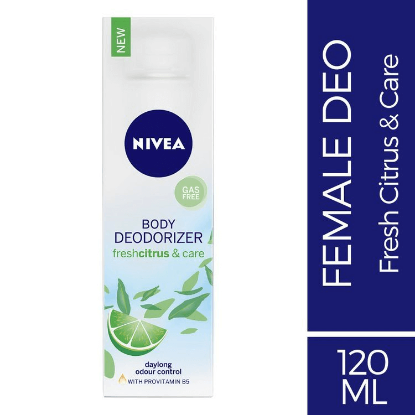 NEW
NIVEA
GAS
FREE
BODY
DEODORIZER
freshcitrus & care
daylong
odour control
WITH PROVITAMIN B5
FEMALE DEO
Fresh Citrus & Care
120
ML